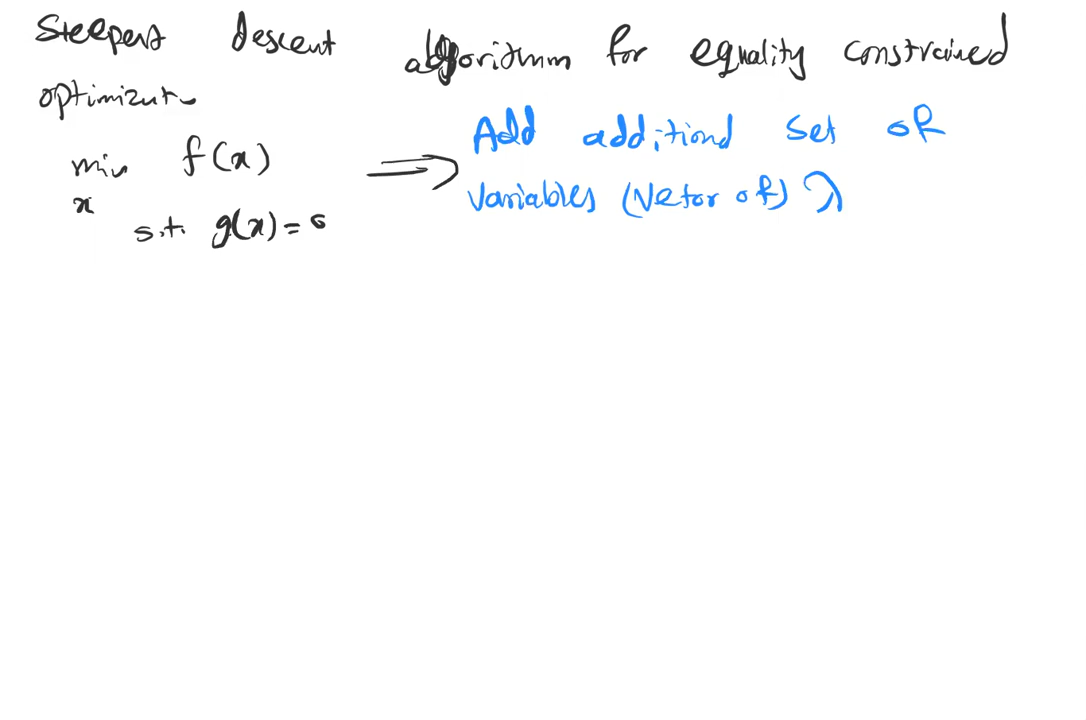 Steepest descent algorithm for equality constrained
optimizat~
min f(x) ⟹ Add additional set of
x variables (Vector of) λ
s.t. g(x) = 0